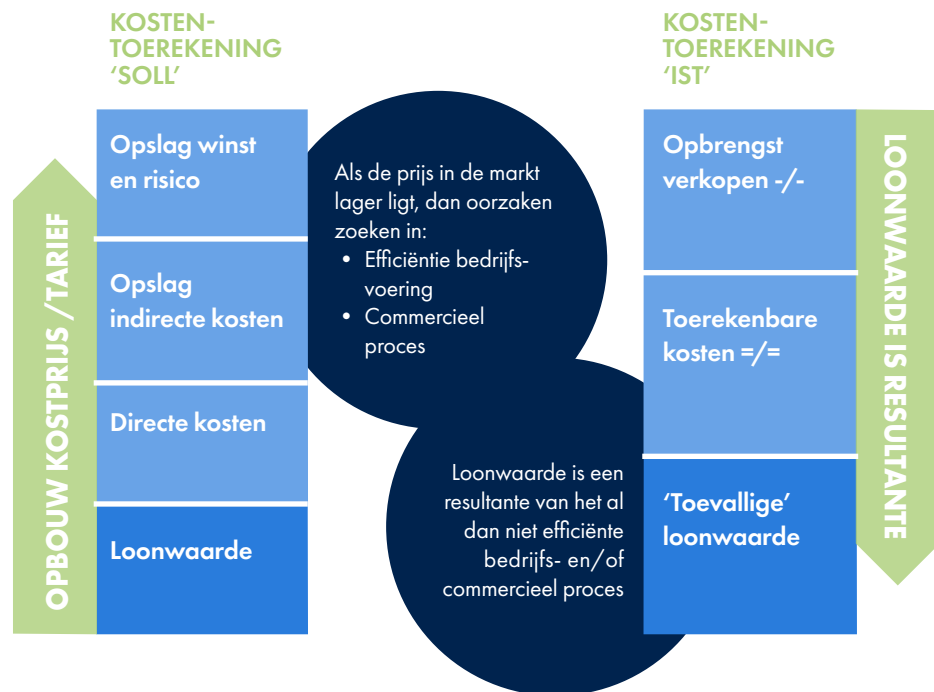 KOSTEN-
TOEREKENING
‘SOLL’
OPBOUW KOSTPRIJS /TARIEF
Opslag winst
en risico
Opslag
indirecte kosten
Directe kosten
Loonwaarde
Als de prijs in de markt
lager ligt, dan oorzaken
zoeken in:
• Efficiëntie bedrijfs-
voering
• Commercieel
proces
Loonwaarde is een
resultante van het al
dan niet efficiënte
bedrijfs- en/of
commercieel proces
KOSTEN-
TOEREKENING
‘IST’
Opbrengst
verkopen -/-
Toerekenbare
kosten =/=
‘Toevallige’
loonwaarde
LOONWAARDE IS RESULTANTE